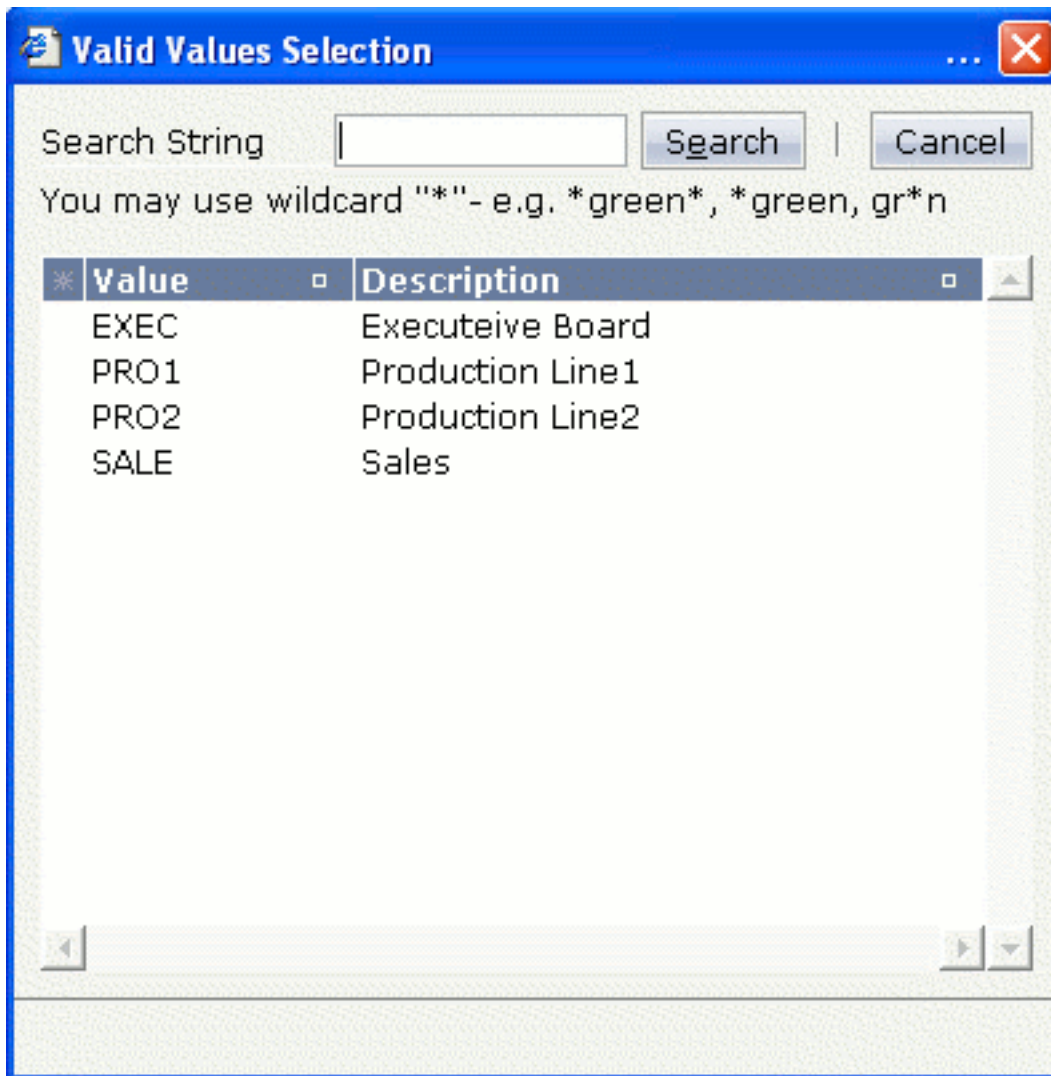 Valid Values Selection ...
Search String Search | Cancel
You may use wildcard "*"- e.g. *green*, *green, gr*n
Value Description
EXEC Executeive Board
PRO1 Production Line1
PRO2 Production Line2
SALE Sales